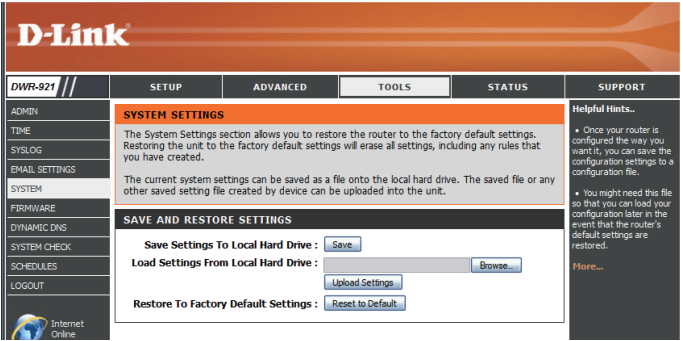 D-Link
DWR-921
SETUP
ADVANCED
TOOLS
STATUS
SUPPORT
ADMIN
TIME
SYSLOG
EMAIL SETTINGS
SYSTEM
FIRMWARE
DYNAMIC DNS
SYSTEM CHECK
SCHEDULES
LOGOUT
Internet
Online
SYSTEM SETTINGS
The System Settings section allows you to restore the router to the factory default settings.
Restoring the unit to the factory default settings will erase all settings, including any rules that
you have created.
The current system settings can be saved as a file onto the local hard drive. The saved file or any
other saved setting file created by device can be uploaded into the unit.
SAVE AND RESTORE SETTINGS
Save Settings To Local Hard Drive : Save
Load Settings From Local Hard Drive : Browse...
Upload Settings
Restore To Factory Default Settings : Reset to Default
Helpful Hints..
• Once your router is
configured the way you
want it, you can save the
configuration settings to a
configuration file.
• You might need this file
so that you can load your
configuration later in the
event that the router's
default settings are
restored.
More...